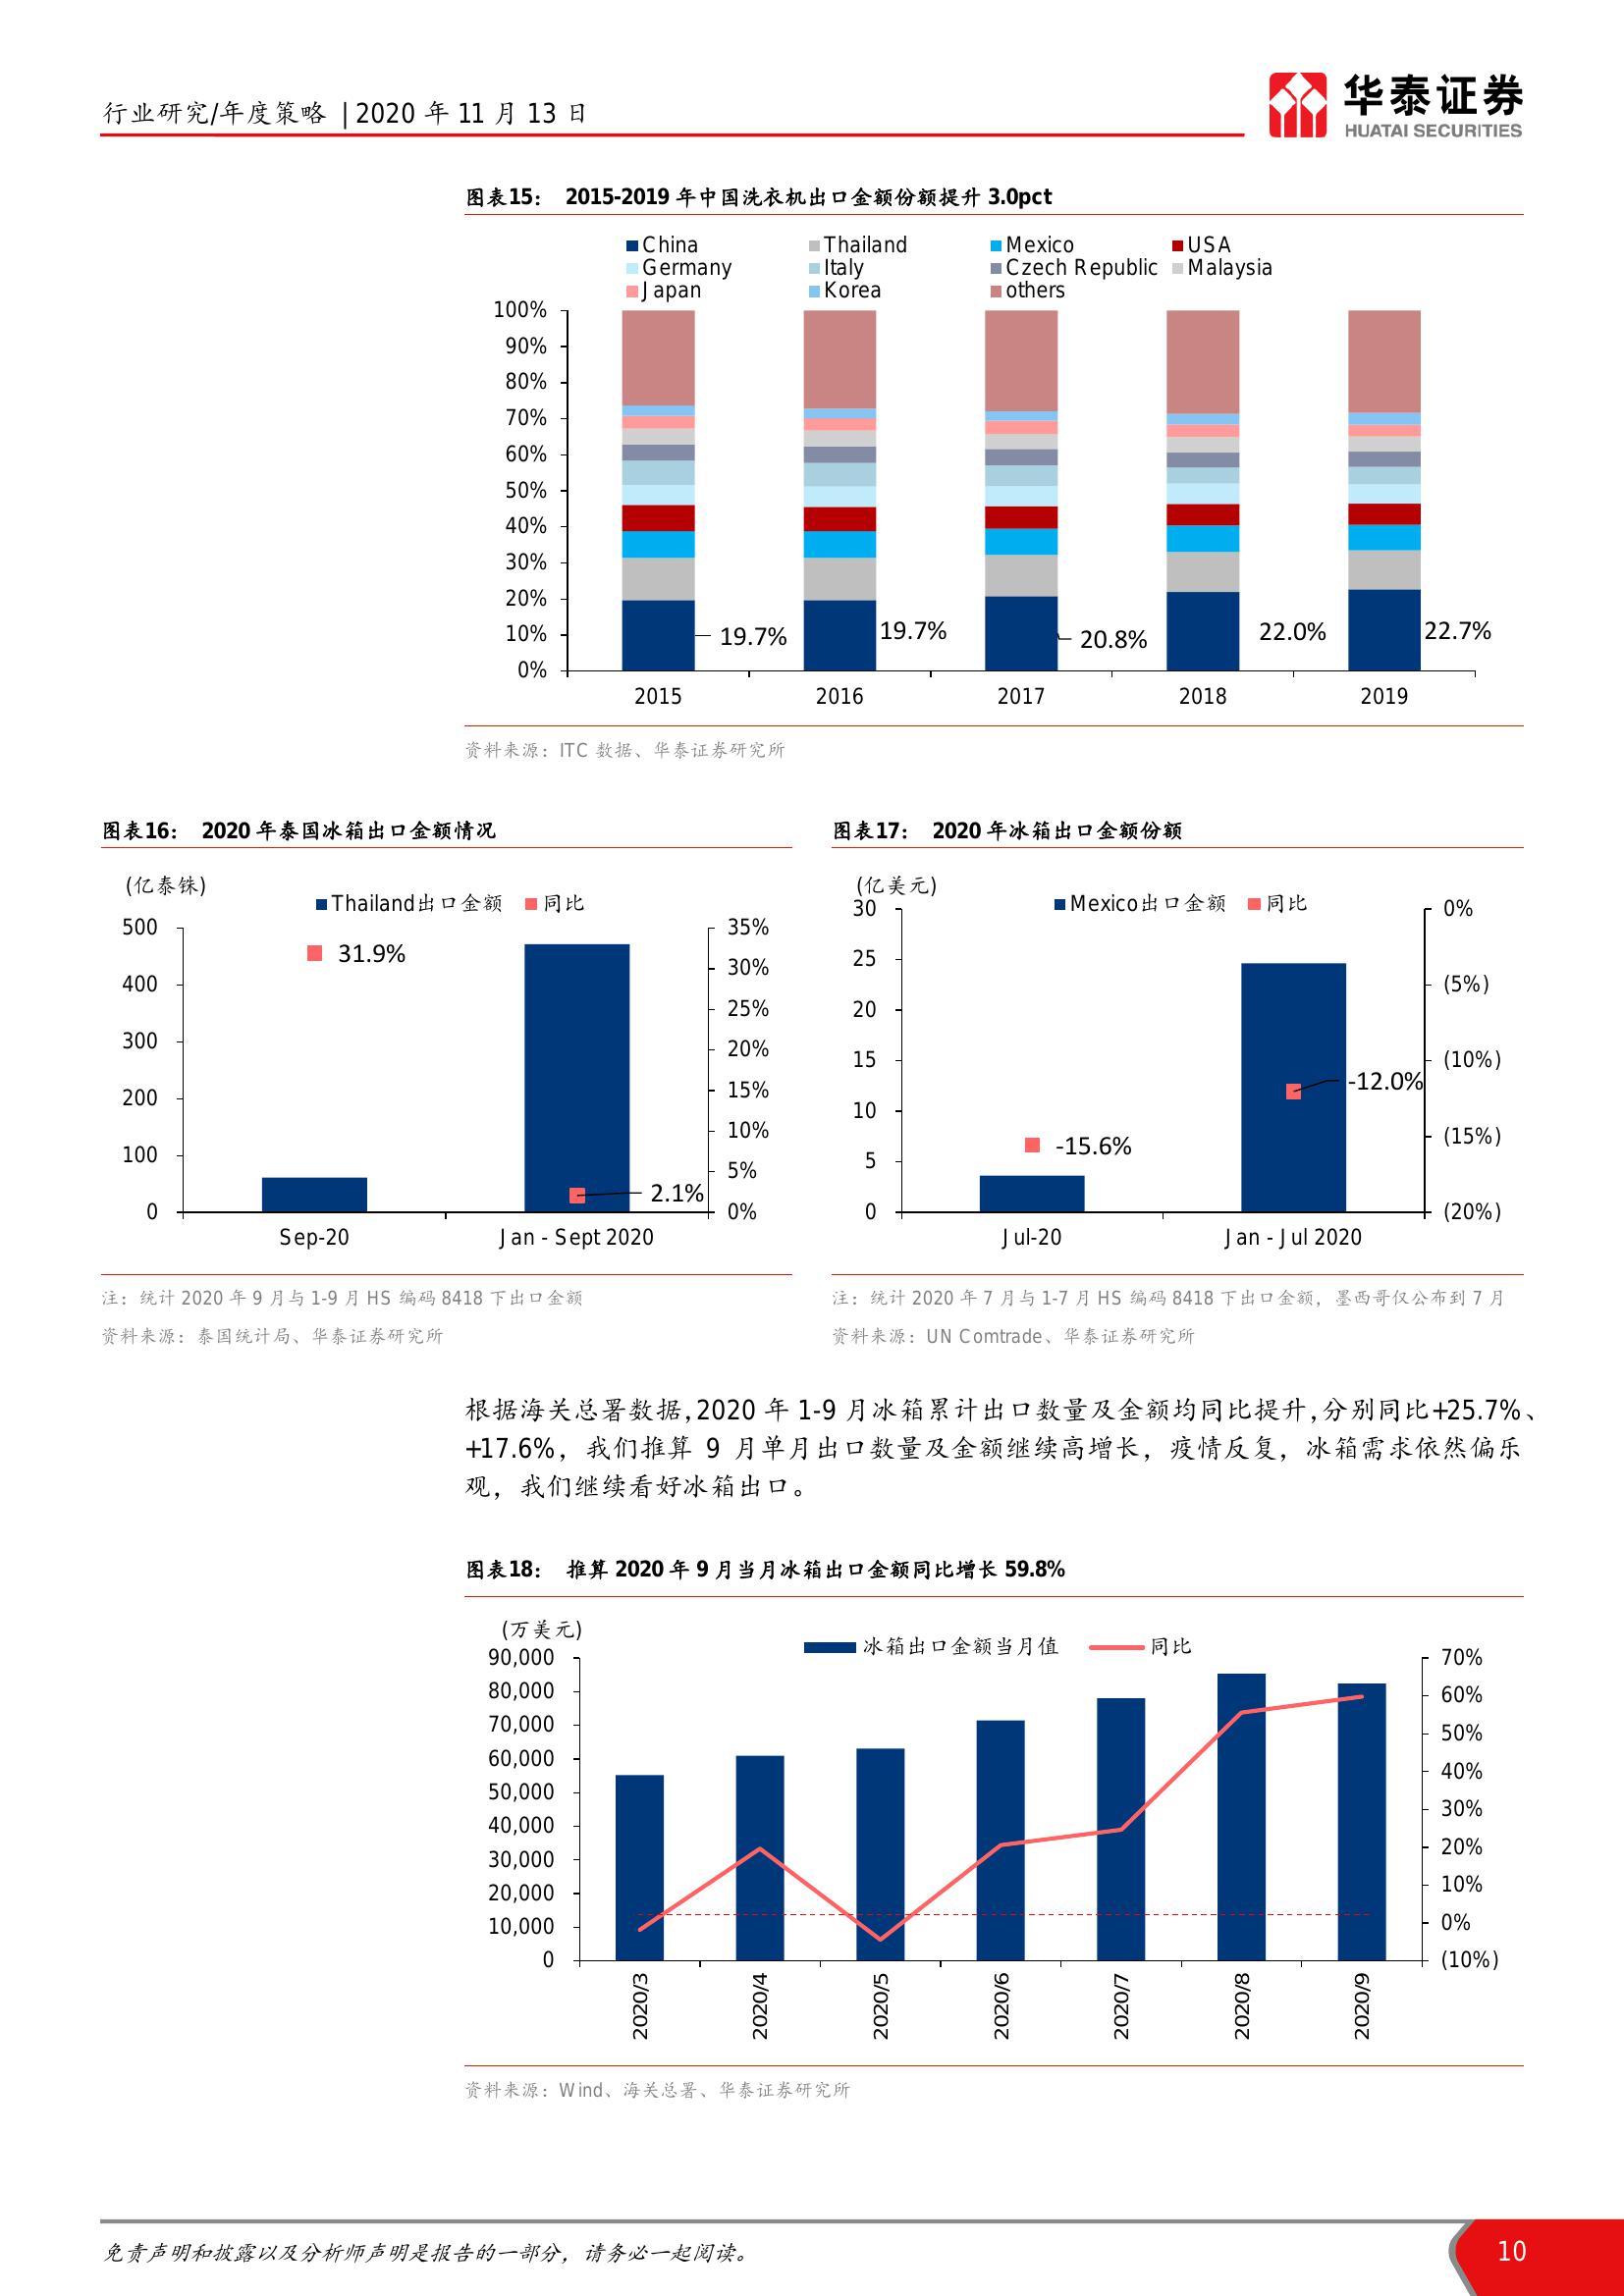 行业研究/年度策略 | 2020 年 11 月 13 日
华泰证券
HUATAI SECURITIES
图表15： 2015-2019 年中国洗衣机出口金额份额提升 3.0pct
China Thailand Mexico USA
Germany Italy Czech Republic Malaysia
Japan Korea others
100%
90%
80%
70%
60%
50%
40%
30%
20%
10%
0%
19.7% 19.7% 20.8% 22.0% 22.7%
2015 2016 2017 2018 2019
资料来源：ITC 数据、华泰证券研究所
图表16： 2020 年泰国冰箱出口金额情况
(亿泰铢)
Thailand出口金额 同比
500
400
300
200
100
0
35%
30%
25%
20%
15%
10%
5%
0%
31.9%
2.1%
Sep-20 Jan - Sept 2020
注：统计 2020 年 9 月与 1-9 月 HS 编码 8418 下出口金额
资料来源：泰国统计局、华泰证券研究所
图表17： 2020 年冰箱出口金额份额
(亿美元)
Mexico出口金额 同比
30
25
20
15
10
5
0
0%
(5%)
(10%)
(15%)
(20%)
-12.0%
-15.6%
Jul-20 Jan - Jul 2020
注：统计 2020 年 7 月与 1-7 月 HS 编码 8418 下出口金额，墨西哥仅公布到 7 月
资料来源：UN Comtrade、华泰证券研究所
根据海关总署数据，2020 年 1-9 月冰箱累计出口数量及金额均同比提升，分别同比+25.7%、
+17.6%，我们推算 9 月单月出口数量及金额继续高增长，疫情反复，冰箱需求依然偏乐
观，我们继续看好冰箱出口。
图表18： 推算 2020 年 9 月当月冰箱出口金额同比增长 59.8%
(万美元)
冰箱出口金额当月值 同比
90,000
80,000
70,000
60,000
50,000
40,000
30,000
20,000
10,000
0
70%
60%
50%
40%
30%
20%
10%
0%
(10%)
2020/3 2020/4 2020/5 2020/6 2020/7 2020/8 2020/9
资料来源：Wind、海关总署、华泰证券研究所
免责声明和披露以及分析师声明是报告的一部分，请务必一起阅读。
10